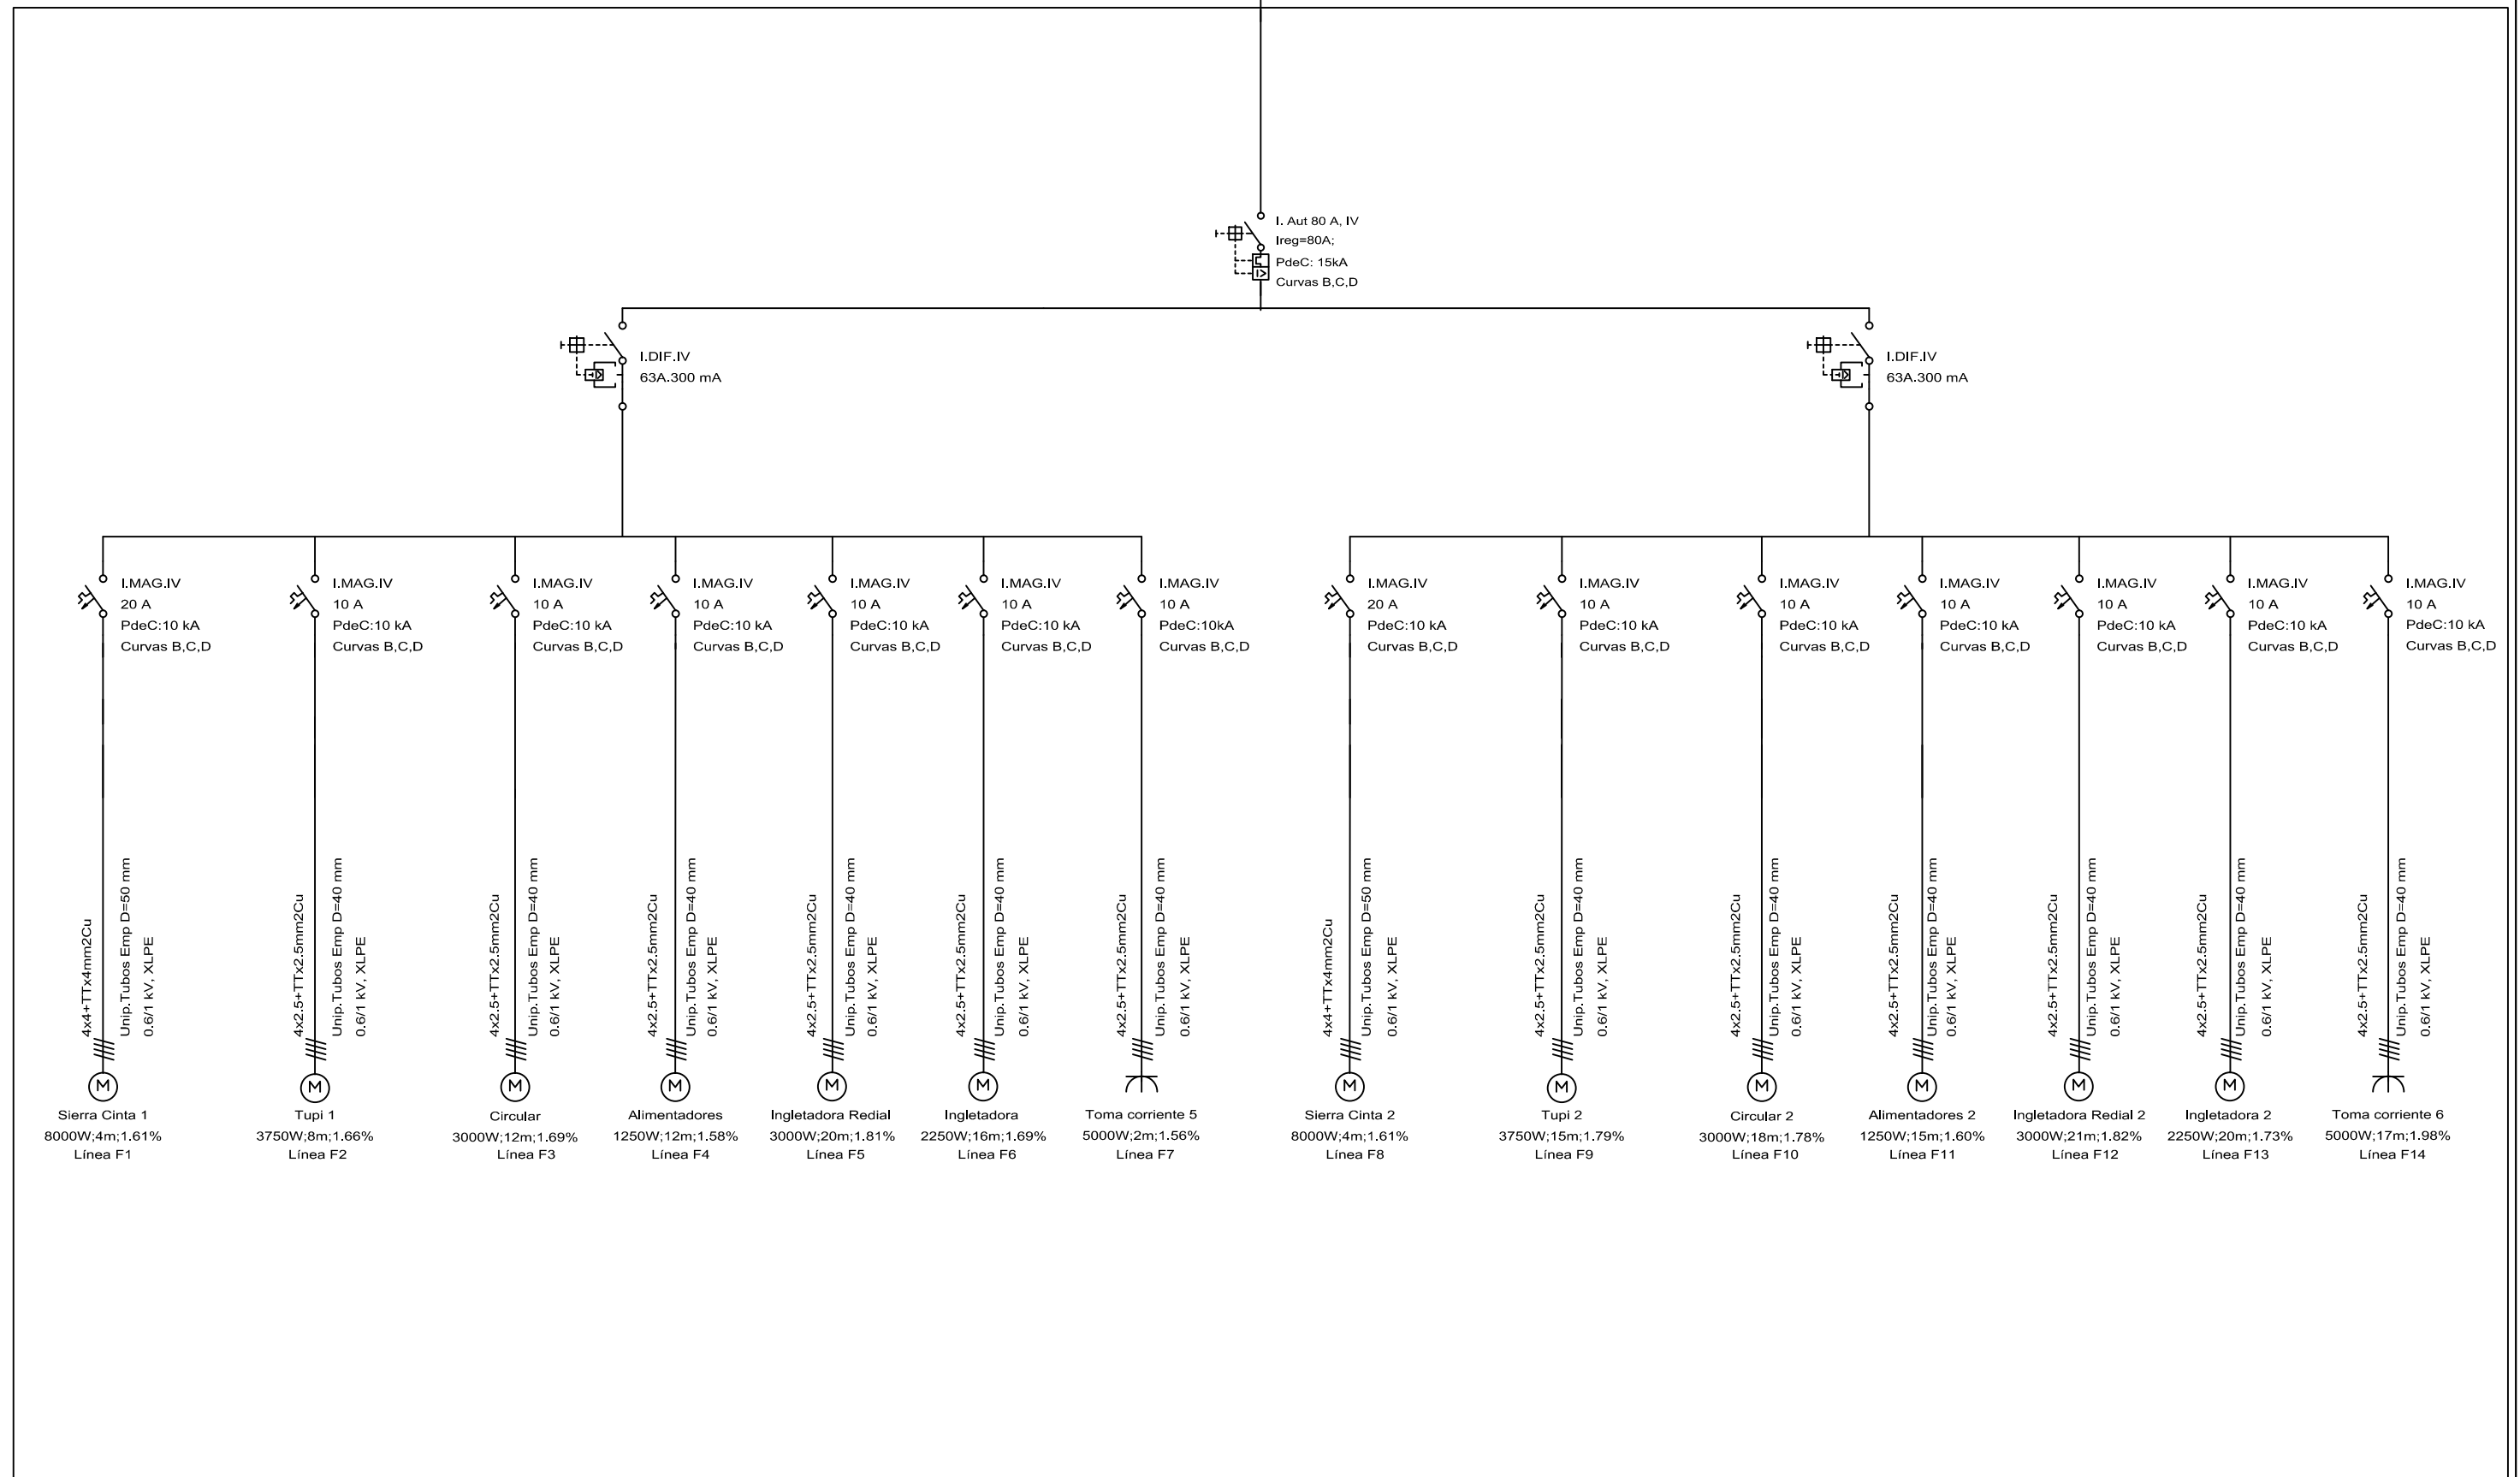 I. Aut 80 A, IV
Ireg=80A;
PdeC: 15kA
Curvas B,C,D
I.DIF.IV
63A.300 mA
I.DIF.IV
63A.300 mA
I.MAG.IV
20 A
PdeC:10 kA
Curvas B,C,D
I.MAG.IV
10 A
PdeC:10 kA
Curvas B,C,D
I.MAG.IV
10 A
PdeC:10 kA
Curvas B,C,D
I.MAG.IV
10 A
PdeC:10 kA
Curvas B,C,D
I.MAG.IV
10 A
PdeC:10 kA
Curvas B,C,D
I.MAG.IV
10 A
PdeC:10 kA
Curvas B,C,D
I.MAG.IV
10 A
PdeC:10kA
Curvas B,C,D
I.MAG.IV
20 A
PdeC:10 kA
Curvas B,C,D
I.MAG.IV
10 A
PdeC:10 kA
Curvas B,C,D
I.MAG.IV
10 A
PdeC:10 kA
Curvas B,C,D
I.MAG.IV
10 A
PdeC:10 kA
Curvas B,C,D
I.MAG.IV
10 A
PdeC:10 kA
Curvas B,C,D
I.MAG.IV
10 A
PdeC:10 kA
Curvas B,C,D
I.MAG.IV
10 A
PdeC:10 kA
Curvas B,C,D
4x4+TTx4mm2Cu
Unip.Tubos Emp D=50 mm
0.6/1 kV, XLPE
4x2.5+TTx2.5mm2Cu
Unip.Tubos Emp D=40 mm
0.6/1 kV, XLPE
4x2.5+TTx2.5mm2Cu
Unip.Tubos Emp D=40 mm
0.6/1 kV, XLPE
4x2.5+TTx2.5mm2Cu
Unip.Tubos Emp D=40 mm
0.6/1 kV, XLPE
4x2.5+TTx2.5mm2Cu
Unip.Tubos Emp D=40 mm
0.6/1 kV, XLPE
4x2.5+TTx2.5mm2Cu
Unip.Tubos Emp D=40 mm
0.6/1 kV, XLPE
4x2.5+TTx2.5mm2Cu
Unip.Tubos Emp D=40 mm
0.6/1 kV, XLPE
4x4+TTx4mm2Cu
Unip.Tubos Emp D=50 mm
0.6/1 kV, XLPE
4x2.5+TTx2.5mm2Cu
Unip.Tubos Emp D=40 mm
0.6/1 kV, XLPE
4x2.5+TTx2.5mm2Cu
Unip.Tubos Emp D=40 mm
0.6/1 kV, XLPE
4x2.5+TTx2.5mm2Cu
Unip.Tubos Emp D=40 mm
0.6/1 kV, XLPE
4x2.5+TTx2.5mm2Cu
Unip.Tubos Emp D=40 mm
0.6/1 kV, XLPE
4x2.5+TTx2.5mm2Cu
Unip.Tubos Emp D=40 mm
0.6/1 kV, XLPE
4x2.5+TTx2.5mm2Cu
Unip.Tubos Emp D=40 mm
0.6/1 kV, XLPE
M
Sierra Cinta 1
8000W;4m;1.61%
Línea F1
M
Tupi 1
3750W;8m;1.66%
Línea F2
M
Circular
3000W;12m;1.69%
Línea F3
M
Alimentadores
1250W;12m;1.58%
Línea F4
M
Ingletadora Redial
3000W;20m;1.81%
Línea F5
M
Ingletadora
2250W;16m;1.69%
Línea F6
Toma corriente 5
5000W;2m;1.56%
Línea F7
M
Sierra Cinta 2
8000W;4m;1.61%
Línea F8
M
Tupi 2
3750W;15m;1.79%
Línea F9
M
Circular 2
3000W;18m;1.78%
Línea F10
M
Alimentadores 2
1250W;15m;1.60%
Línea F11
M
Ingletadora Redial 2
3000W;21m;1.82%
Línea F12
M
Ingletadora 2
2250W;20m;1.73%
Línea F13
Toma corriente 6
5000W;17m;1.98%
Línea F14